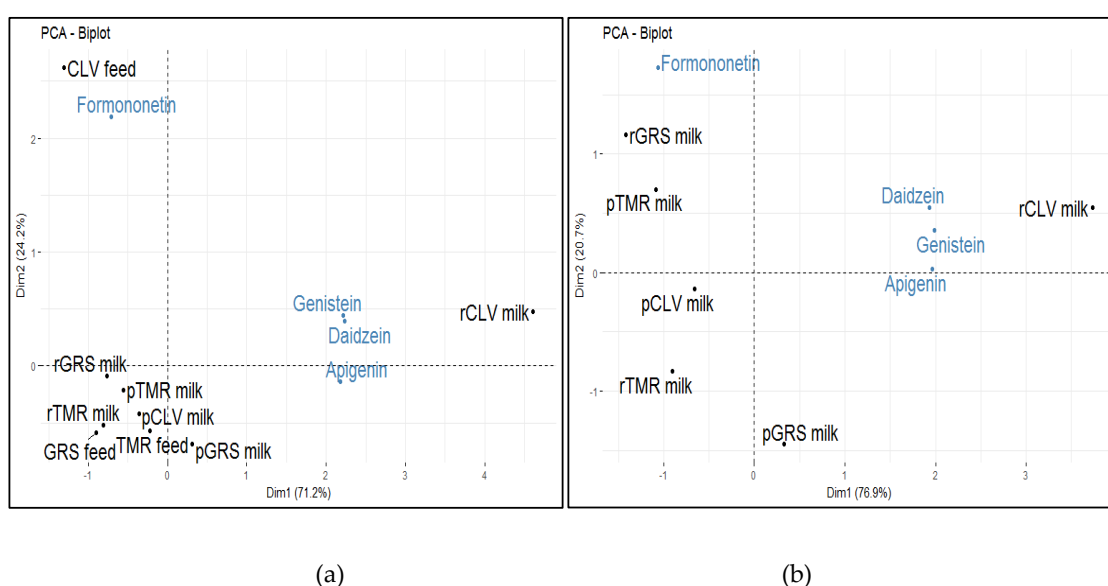 PCA - Biplot
CLV feed
Formononetin
2
Dim2 (24.2%)
1
Genistein
rCLV milk
Daidzein
Apigenin
0
rGRS milk
pTMR milk
rTMR milk
pCLV milk
GRS feed
TMR feed
pGRS milk
-1 0 1 2 3 4
Dim1 (71.2%)
(a)
PCA - Biplot
Formononetin
rGRS milk
1
pTMR milk
Daidzein
rCLV milk
Dim2 (20.7%)
Genistein
0
Apigenin
pCLV milk
rTMR milk
-1
pGRS milk
-1 0 1 2 3
Dim1 (76.9%)
(b)